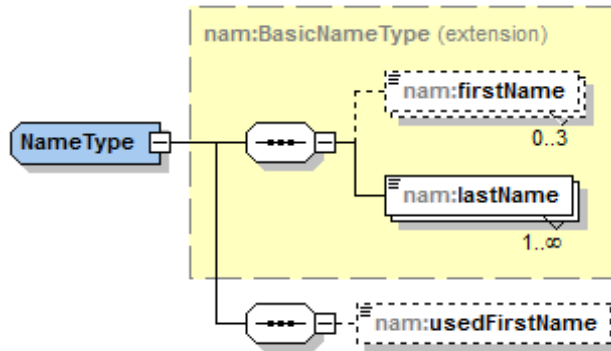 nam:BasicNameType (extension)
nam:firstName
0..3
NameType
nam:lastName
1..∞
nam:usedFirstName